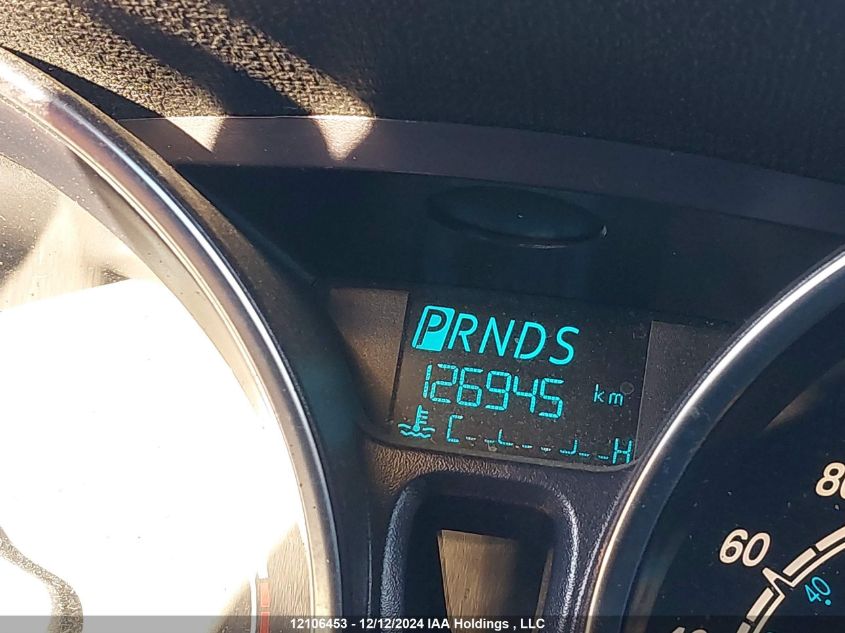 PRNDS
126945 km
C H
80
60
40
12106453 - 12/12/2024 IAA Holdings , LLC